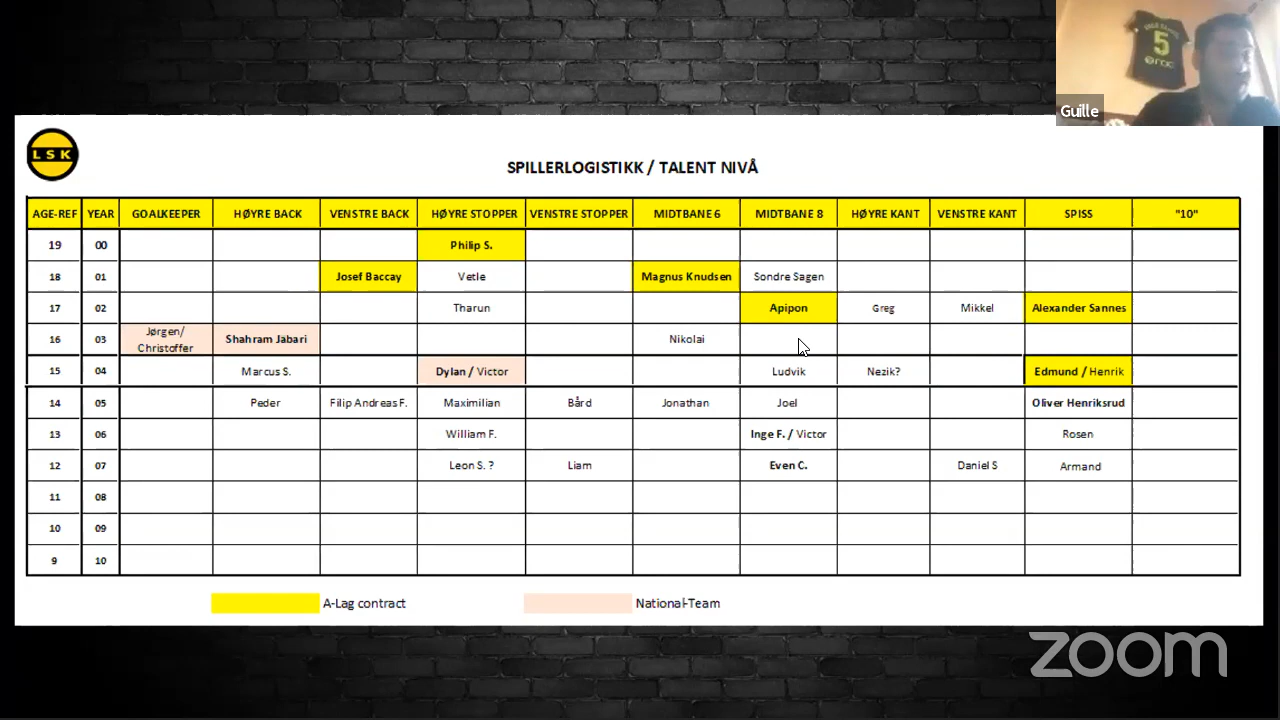 5
Guille
LSK
SPILLERLOGISTIKK / TALENT NIVÅ
AGE-REF YEAR GOALKEEPER HØYRE BACK VENSTRE BACK HØYRE STOPPER VENSTRE STOPPER MIDTBANE 6 MIDTBANE 8 HØYRE KANT VENSTRE KANT SPISS "10"
19 00 Philip S.
18 01 Josef Baccay Vetle Magnus Knudsen Sondre Sagen
17 02 Tharun Apipon Greg Mikkel Alexander Sannes
16 03 Jørgen/ Christoffer Shahram Jabari Nikolai
15 04 Marcus S. Dylan / Victor Ludvik Nezik? Edmund / Henrik
14 05 Peder Filip Andreas F. Maximilian Bård Jonathan Joel Oliver Henriksrud
13 06 William F. Inge F. / Victor Rosen
12 07 Leon S. ? Liam Even C. Daniel S Armand
11 08
10 09
9 10
A-Lag contract National-Team
zoom